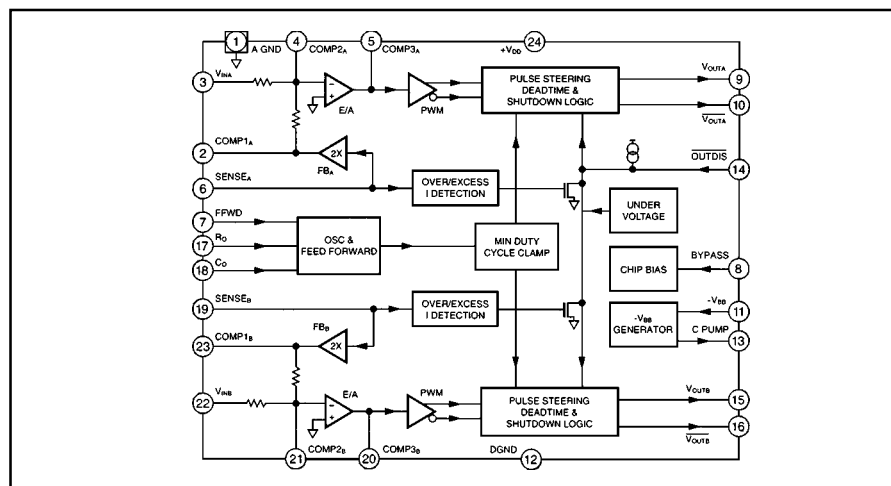 1 A GND 4 COMP2A 5 COMP3A +VDD 24
3 VINA
E/A
PWM
PULSE STEERING
DEADTIME &
SHUTDOWN LOGIC
VOUTA 9
10
VOUTA
2 COMP1A
2X
FBA
OUTDIS
14
6 SENSEA
OVER/EXCESS
I DETECTION
UNDER
VOLTAGE
7 FFWD
17 RO
18 CO
OSC &
FEED FORWARD
MIN DUTY
CYCLE CLAMP
CHIP BIAS
BYPASS
8
19 SENSEB
OVER/EXCESS
I DETECTION
-VBB
GENERATOR
-VBB
11
C PUMP
13
23 COMP1B
FBB
2X
22 VINB
E/A
PWM
PULSE STEERING
DEADTIME &
SHUTDOWN LOGIC
VOUTB 15
16
VOUTB
21 COMP2B 20 COMP3B DGND 12